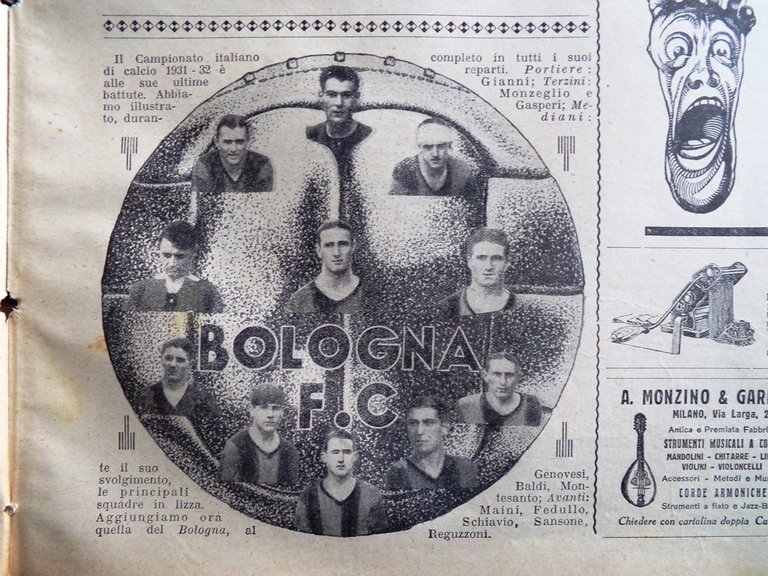 Il Campionato italiano
di calcio 1931 - 32 è
alle sue ultime
battute. Abbia-
mo illustra-
to, duran-
te il suo
svolgimento,
le principali
squadre in lizza.
Aggiungiamo ora
quella del Bologna, al
completo in tutti i suoi
reparti. Portiere:
Gianni; Terzini:
Monzeglio e
Gasperi; Me-
diani:
Genovesi,
Baldi, Mon-
tesanto; Avanti:
Maini, Fedullo,
Schiavio, Sansone,
Reguzzoni.
BOLOGNA
F.C
A. MONZINO & GAR
MILANO, Via Larga, 2
Antica e Premiata Fabbri
STRUMENTI MUSICALI A CO
MANDOLINI - CHITARRE - LI
VIOLINI - VIOLONCELLI
Accessori - Metodi e Mu
CORDE ARMONICHE
Strumenti a fiato e Jazz-B
Chiedere con cartolina doppia Ca